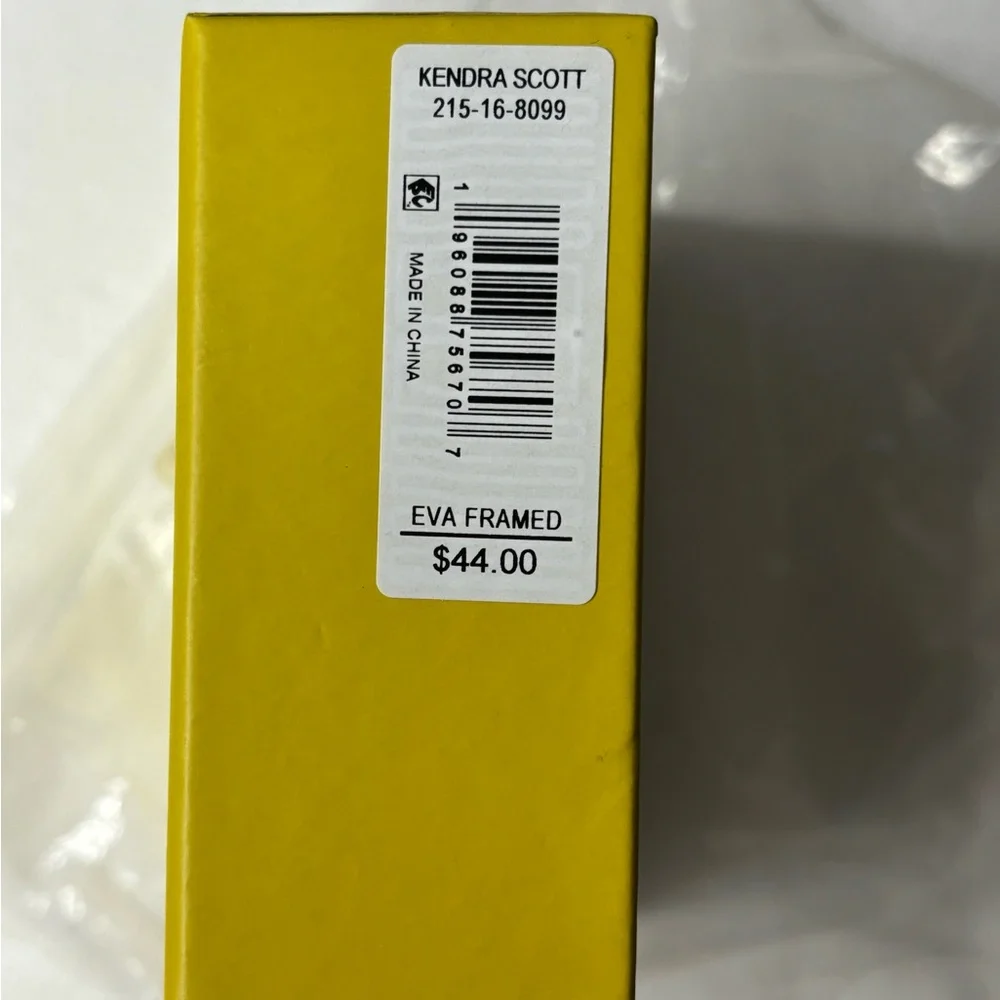 KENDRA SCOTT
215-16-8099
1 96088 75670 7
MADE IN CHINA
EVA FRAMED
$44.00